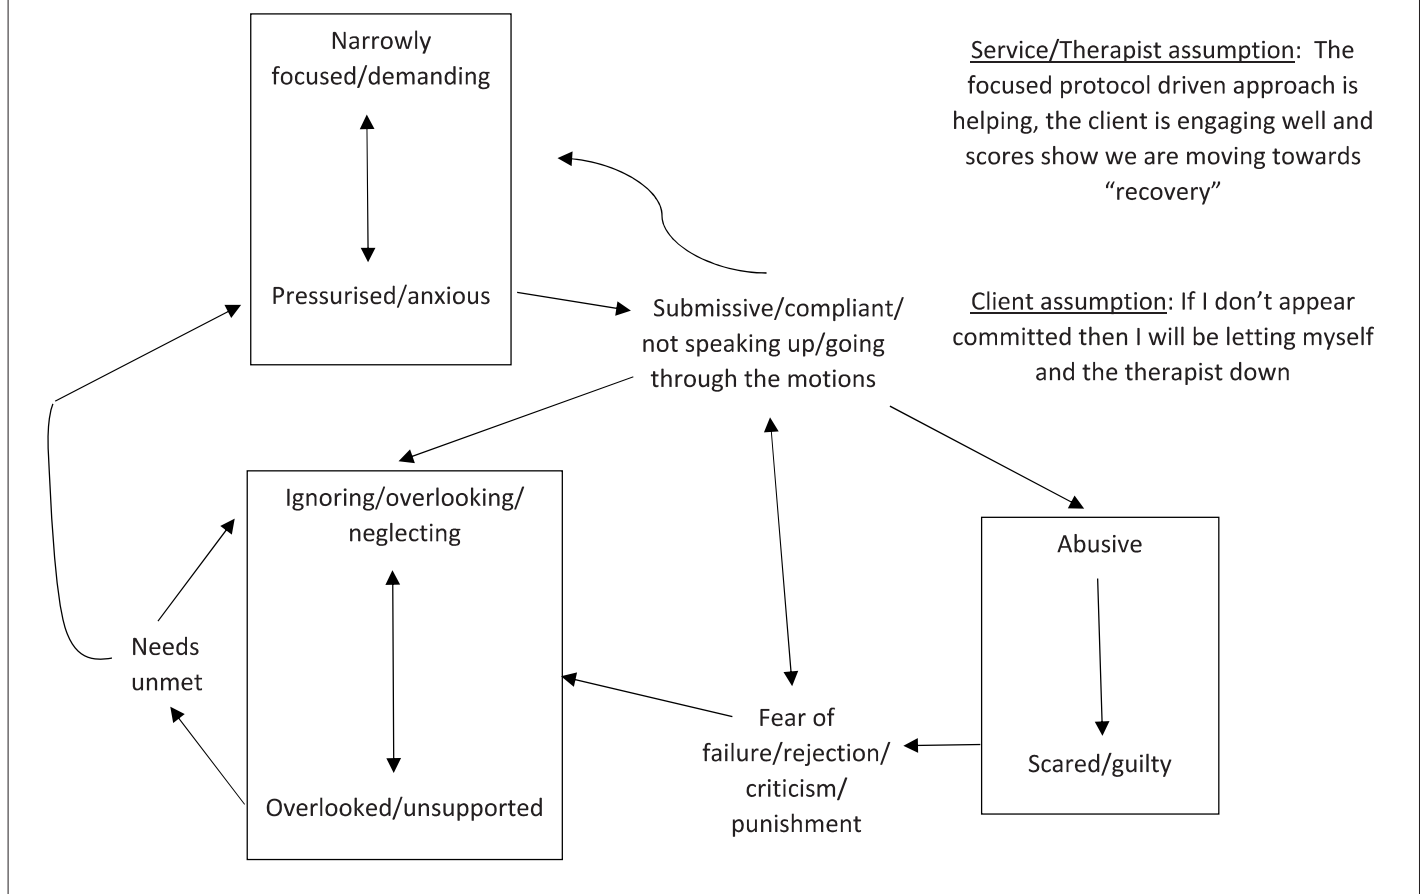 Narrowly
focused/demanding
Pressurised/anxious
Service/Therapist assumption:  The
focused protocol driven approach is
helping, the client is engaging well and
scores show we are moving towards
“recovery”
Submissive/compliant/
not speaking up/going
through the motions
Client assumption: If I don’t appear
committed then I will be letting myself
and the therapist down
Ignoring/overlooking/
neglecting
Overlooked/unsupported
Needs
unmet
Fear of
failure/rejection/
criticism/
punishment
Abusive
Scared/guilty